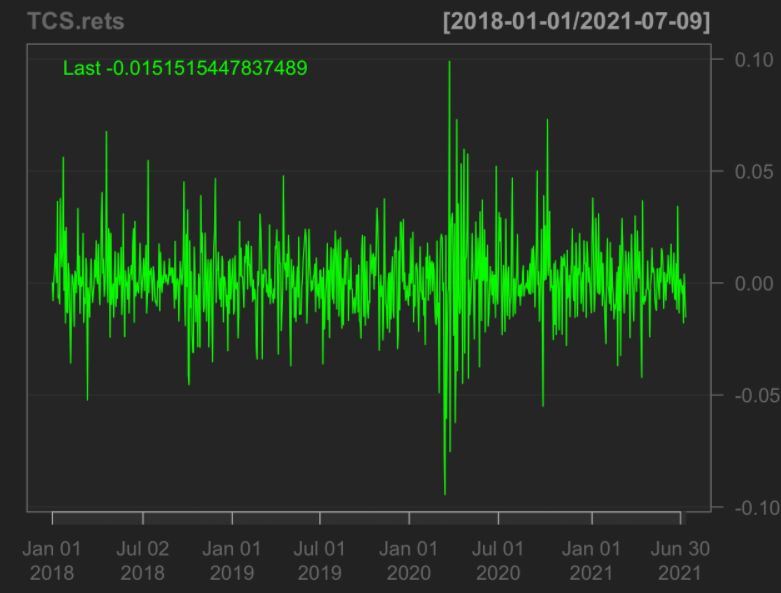 TCS.rets [2018-01-01/2021-07-09]
Last -0.0151515447837489
0.10
0.05
0.00
-0.05
-0.10
Jan 01 Jul 02 Jan 01 Jul 01 Jan 01 Jul 01 Jan 01 Jun 30
2018 2018 2019 2019 2020 2020 2021 2021